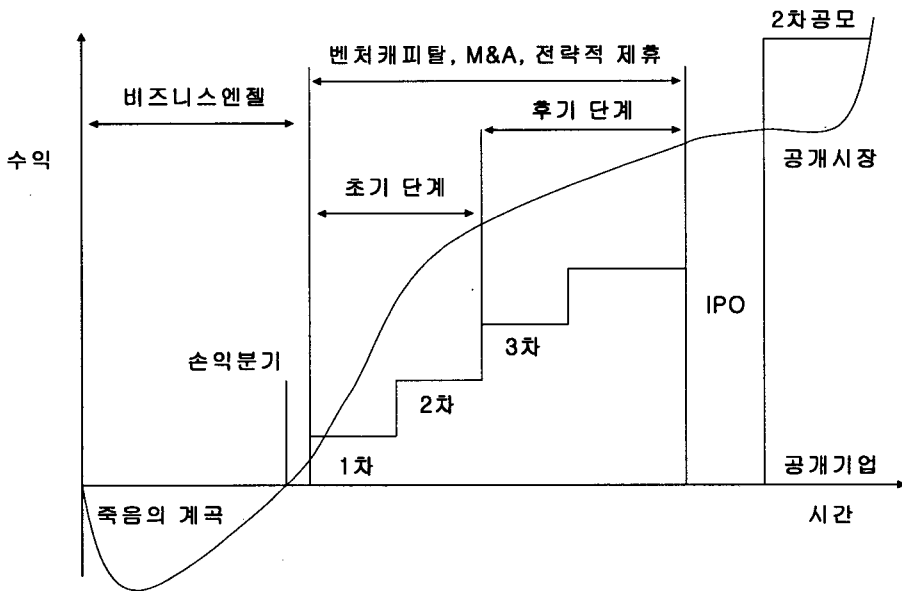 2차공모
벤처캐피탈, M&A, 전략적 제휴
비즈니스엔젤
후기 단계
수익
공개시장
초기 단계
IPO
3차
손익분기
2차
1차
공개기업
죽음의 계곡
시간